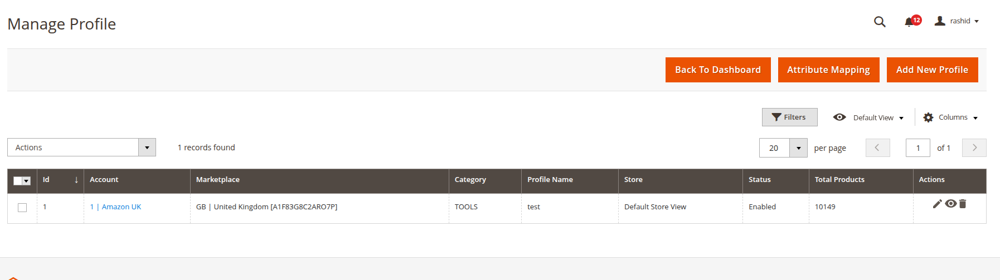 Manage Profile
12
rashid
Back To Dashboard
Attribute Mapping
Add New Profile
Filters
Default View
Columns
Actions
1 records found
20
per page
1
of 1
Id ↓ Account Marketplace Category Profile Name Store Status Total Products Actions
1 1 | Amazon UK GB | United Kingdom [A1F83G8C2ARO7P] TOOLS test Default Store View Enabled 10149